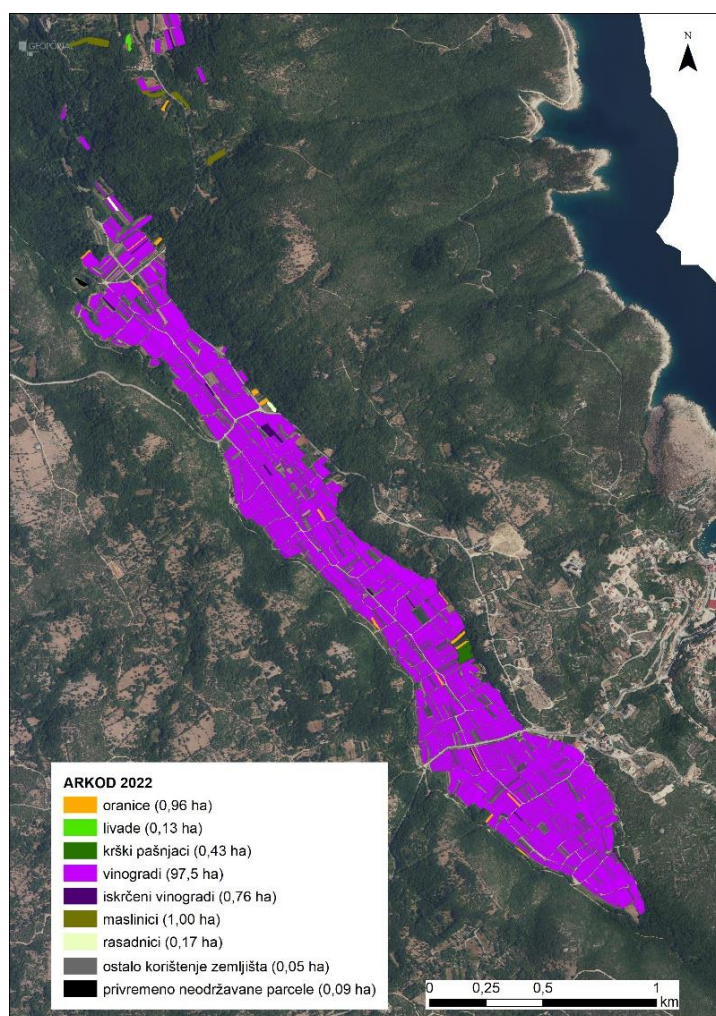 GEOPORTAL
N
ARKOD 2022
oranice (0,96 ha)
livade (0,13 ha)
krški pašnjaci (0,43 ha)
vinogradi (97,5 ha)
iskrčeni vinogradi (0,76 ha)
maslinici (1,00 ha)
rasadnici (0,17 ha)
ostalo korištenje zemljišta (0,05 ha)
privremeno neodržavane parcele (0,09 ha)
0 0,25 0,5 1
km